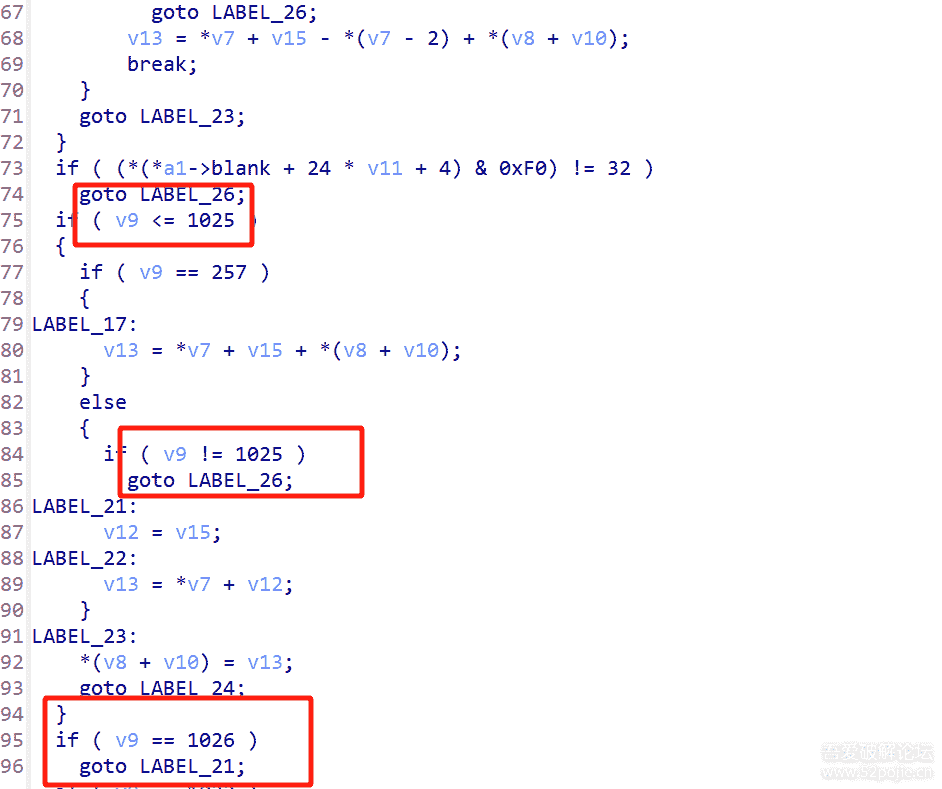 67 goto LABEL_26;
68 v13 = *v7 + v15 - *(v7 - 2) + *(v8 + v10);
69 break;
70 }
71 goto LABEL_23;
72 }
73 if ( (*(*a1->blank + 24 * v11 + 4) & 0xF0) != 32 )
74 goto LABEL_26;
75 if ( v9 <= 1025 )
76 {
77 if ( v9 == 257 )
78 {
79 LABEL_17:
80 v13 = *v7 + v15 + *(v8 + v10);
81 }
82 else
83 {
84 if ( v9 != 1025 )
85 goto LABEL_26;
86 LABEL_21:
87 v12 = v15;
88 LABEL_22:
89 v13 = *v7 + v12;
90 }
91 LABEL_23:
92 *(v8 + v10) = v13;
93 goto LABEL_24;
94 }
95 if ( v9 == 1026 )
96 goto LABEL_21;
吾爱破解论坛
www.52pojie.cn